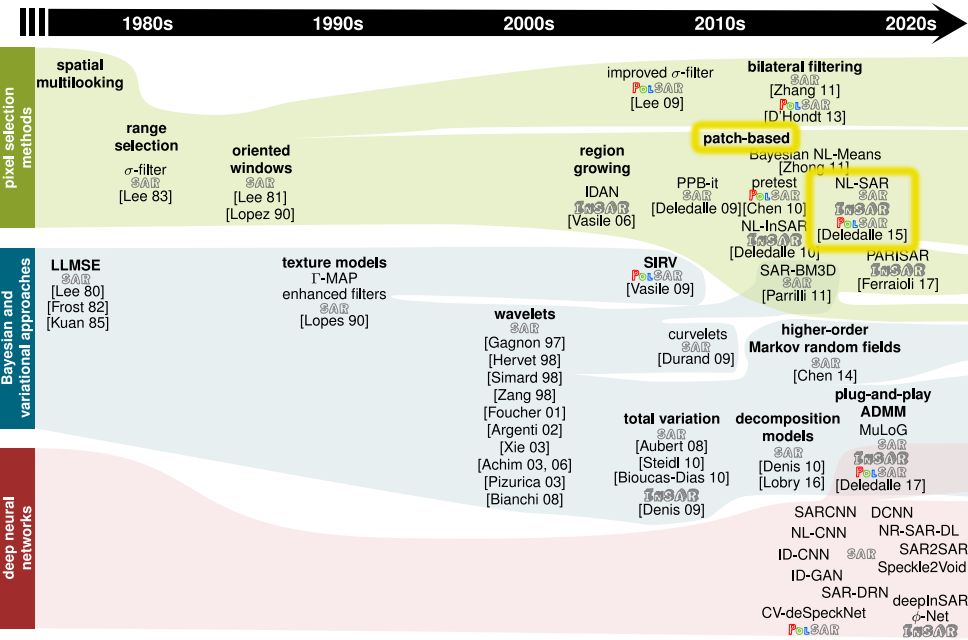 1980s 1990s 2000s 2010s 2020s
pixel selection
methods
spatial
multilooking
range
selection
σ-filter
SAR
[Lee 83]
oriented
windows
SAR
[Lee 81]
[Lopez 90]
region
growing
IDAN
InSAR
[Vasile 06]
improved σ-filter
PolSAR
[Lee 09]
bilateral filtering
SAR
[Zhang 11]
PolSAR
[D'Hondt 13]
patch-based
Bayesian NL-Means
[Zhong 11]
PPB-it
SAR
[Deledalle 09]
pretest
PolSAR
[Chen 10]
NL-InSAR
InSAR
[Deledalle 10]
NL-SAR
SAR
InSAR
PolSAR
[Deledalle 15]
SAR-BM3D
SAR
[Parrilli 11]
PARISAR
InSAR
[Ferraioli 17]
Bayesian and
variational approaches
LLMSE
SAR
[Lee 80]
[Frost 82]
[Kuan 85]
texture models
Γ-MAP
enhanced filters
SAR
[Lopes 90]
wavelets
SAR
[Gagnon 97]
[Hervet 98]
[Simard 98]
[Zang 98]
[Foucher 01]
[Argenti 02]
[Xie 03]
[Achim 03, 06]
[Pizurica 03]
[Bianchi 08]
SIRV
PolSAR
[Vasile 09]
curvelets
SAR
[Durand 09]
higher-order
Markov random fields
SAR
[Chen 14]
total variation
SAR
[Aubert 08]
[Steidl 10]
[Bioucas-Dias 10]
InSAR
[Denis 09]
decomposition
models
SAR
[Denis 10]
[Lobry 16]
plug-and-play
ADMM
MuLoG
SAR
InSAR
PolSAR
[Deledalle 17]
deep neural
networks
SARCNN DCNN
NL-CNN NR-SAR-DL
ID-CNN SAR SAR2SAR
Speckle2Void
ID-GAN
SAR-DRN
CV-deSpeckNet
PolSAR
deepInSAR
ϕ-Net
InSAR